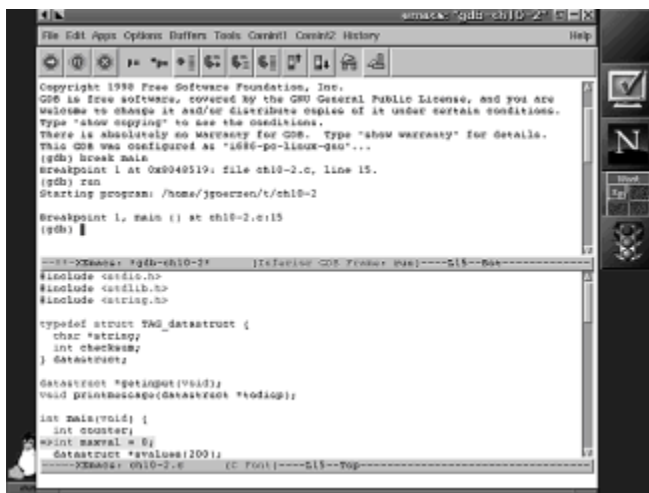 emacs: "gdb-ch10-2"
File Edit Apps Options Buffers Tools Comint1 Comint2 History Help
Copyright 1998 Free Software Foundation, Inc.
GDB is free software, covered by the GNU General Public License, and you are
welcome to change it and/or distribute copies of it under certain conditions.
Type "show copying" to see the conditions.
There is absolutely no warranty for GDB.  Type "show warranty" for details.
This GDB was configured as "i686-pc-linux-gnu"...
(gdb) break main
Breakpoint 1 at 0x8048519: file ch10-2.c, line 15.
(gdb) run
Starting program: /home/jgoerzen/t/ch10-2
Breakpoint 1, main () at ch10-2.c:15
(gdb)
XEmacs: *gdb-ch10-2* (Inferior GDB Frame: run)----L15--Bot
#include <stdio.h>
#include <stdlib.h>
#include <string.h>
typedef struct TAG_datastruct {
char *string;
int checksum;
} datastruct;
datastruct *getinput(void);
void printmessage(datastruct *todisp);
int main(void) {
int counter;
=>int maxval = 0;
datastruct *svalues[200];
-----XEmacs: ch10-2.c (C Font)----L15--Top
N